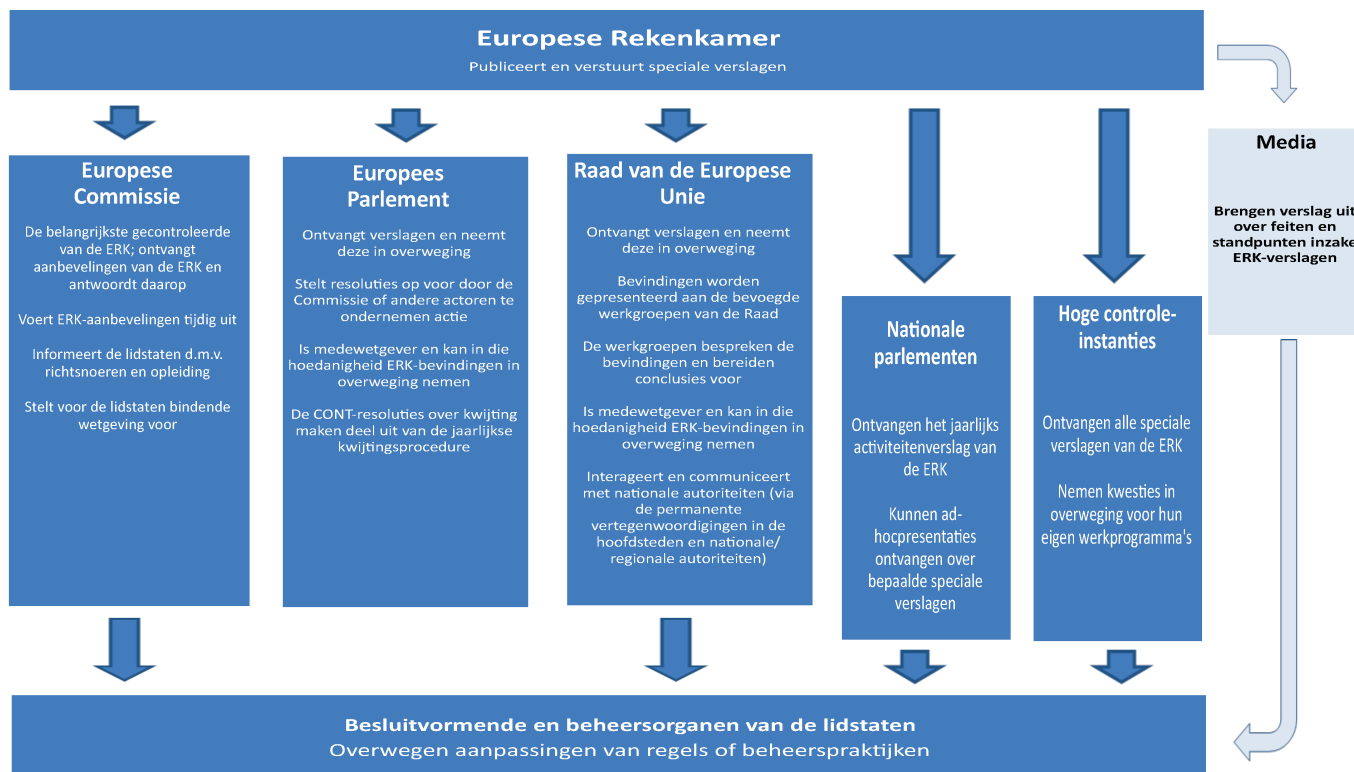 Europese Rekenkamer
Publiceert en verstuurt speciale verslagen
Europese
Commissie
De belangrijkste gecontroleerde
van de ERK; ontvangt
aanbevelingen van de ERK en
antwoordt daarop
Voert ERK-aanbevelingen tijdig uit
Informeert de lidstaten d.m.v.
richtsnoeren en opleiding
Stelt voor de lidstaten bindende
wetgeving voor
Europees
Parlement
Ontvangt verslagen en neemt
deze in overweging
Stelt resoluties op voor door de
Commissie of andere actoren te
ondernemen actie
Is medewetgever en kan in die
hoedanigheid ERK-bevindingen in
overweging nemen
De CONT-resoluties over kwijting
maken deel uit van de jaarlijkse
kwijtingsprocedure
Raad van de Europese
Unie
Ontvangt verslagen en neemt
deze in overweging
Bevindingen worden
gepresenteerd aan de bevoegde
werkgroepen van de Raad
De werkgroepen bespreken de
bevindingen en bereiden
conclusies voor
Is medewetgever en kan in die
hoedanigheid ERK-bevindingen in
overweging nemen
Interageert en communiceert
met nationale autoriteiten (via
de permanente
vertegenwoordigingen in de
hoofdsteden en nationale/
regionale autoriteiten)
Nationale
parlementen
Ontvangen het jaarlijks
activiteitenverslag van
de ERK
Kunnen ad-
hocpresentaties
ontvangen over
bepaalde speciale
verslagen
Hoge controle-
instanties
Ontvangen alle speciale
verslagen van de ERK
Nemen kwesties in
overweging voor hun
eigen werkprogramma's
Media
Brengen verslag uit
over feiten en
standpunten inzake
ERK-verslagen
Besluitvormende en beheersorganen van de lidstaten
Overwegen aanpassingen van regels of beheerspraktijken